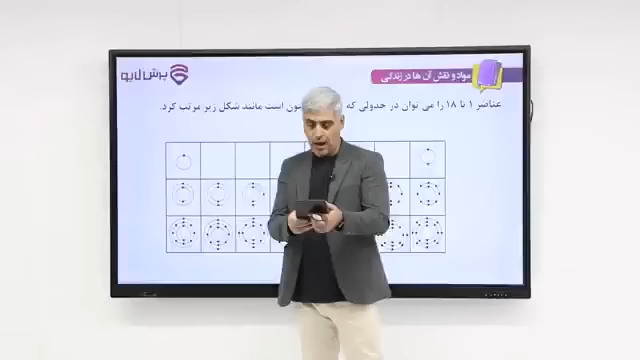 مواد و نقش آن ها در زندگی
پرش لایو
عناصر ۱ تا ۱۸ را می توان در جدولی که ون است مانند شکل زیر مرتب کرد.